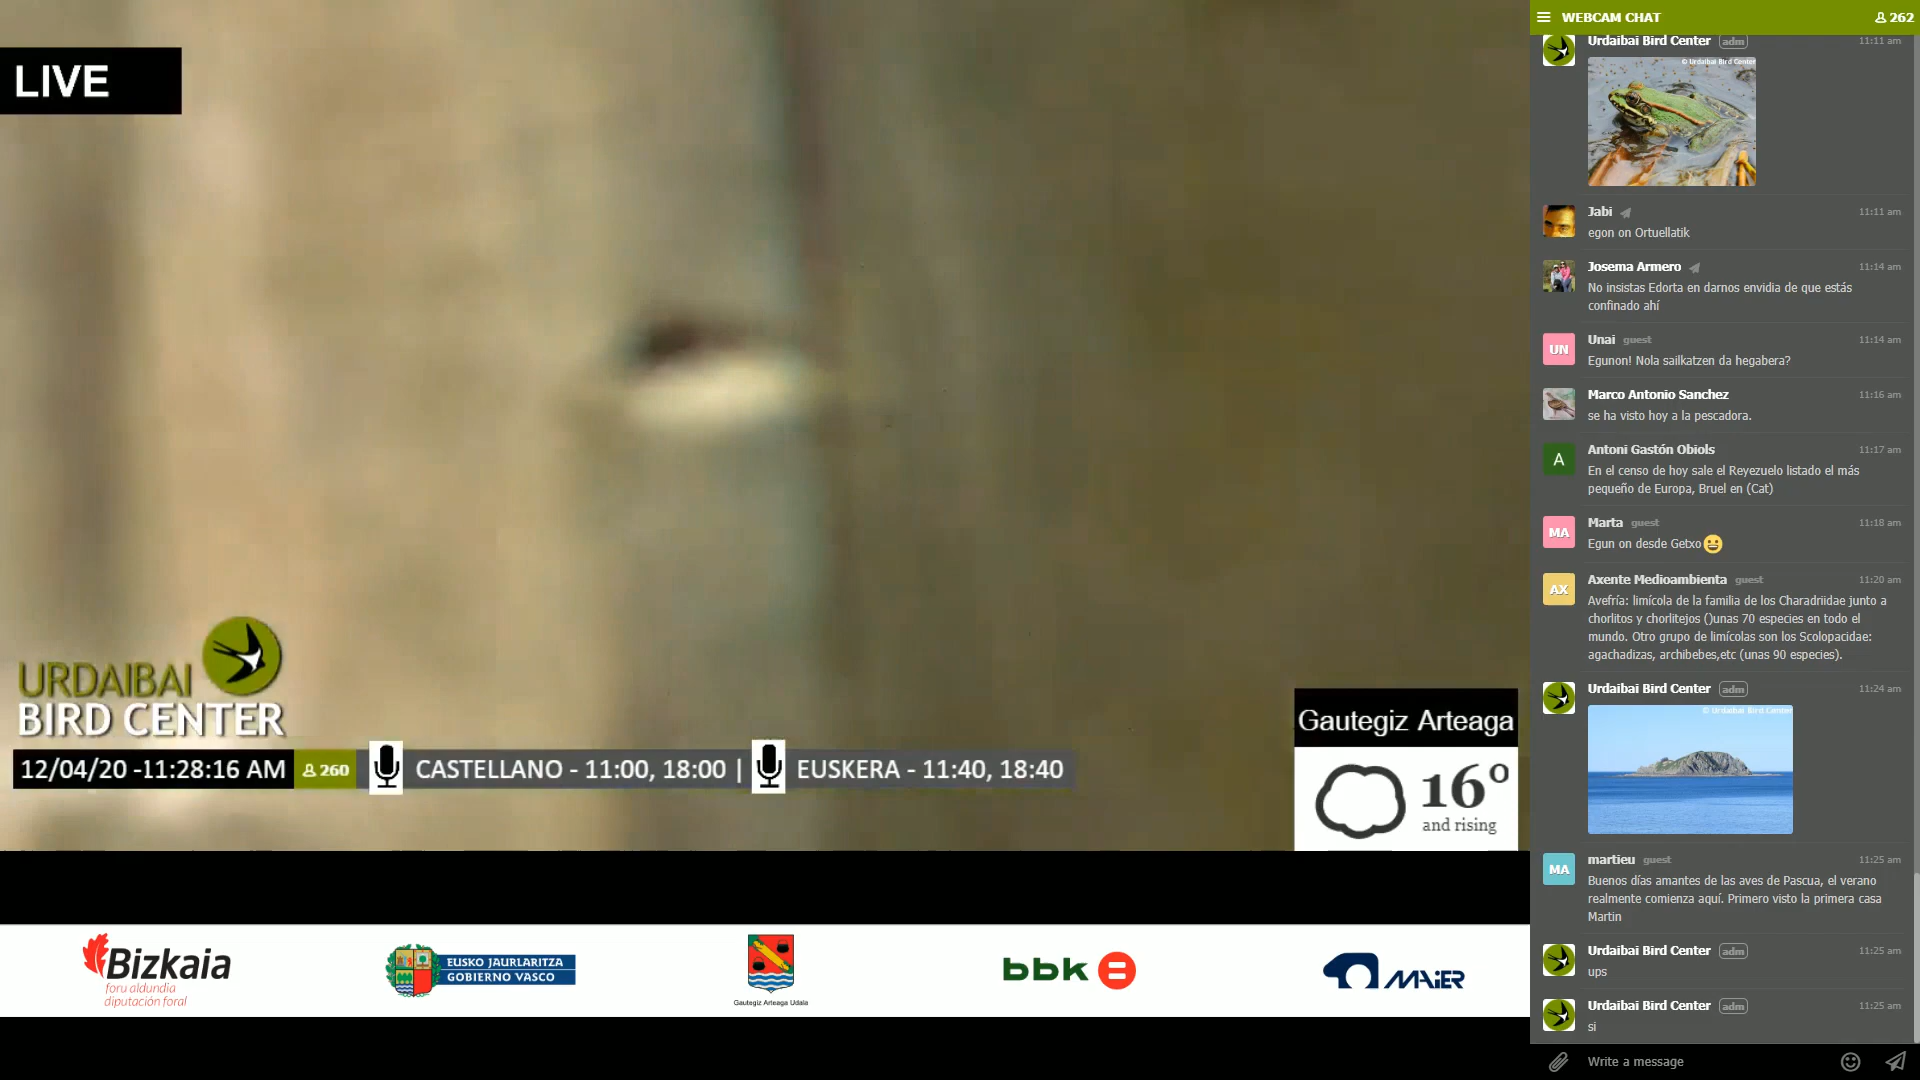 LIVE
URDAIBAI
BIRD CENTER
12/04/20 -11:28:16 AM
260
CASTELLANO - 11:00, 18:00 |
EUSKERA - 11:40, 18:40
Gautegiz Arteaga
16°
and rising
Bizkaia
foru aldundia
diputación foral
EUSKO JAURLARITZA
GOBIERNO VASCO
Gautegiz Arteaga Udala
bbk
MAIER
WEBCAM CHAT
262
Urdaibai Bird Center adm 11:11 am
© Urdaibai Bird Center
Jabi 11:11 am
egon on Ortuellatik
Josema Armero 11:14 am
No insistas Edorta en darnos envidia de que estás
confinado ahí
UN
Unai guest 11:14 am
Egunon! Nola sailkatzen da hegabera?
Marco Antonio Sanchez 11:16 am
se ha visto hoy a la pescadora.
A
Antoni Gastón Obiols 11:17 am
En el censo de hoy sale el Reyezuelo listado el más
pequeño de Europa, Bruel en (Cat)
MA
Marta guest 11:18 am
Egun on desde Getxo
AX
Axente Medioambienta guest 11:20 am
Avefría: limícola de la familia de los Charadriidae junto a
chorlitos y chorlitejos ()unas 70 especies en todo el
mundo. Otro grupo de limícolas son los Scolopacidae:
agachadizas, archibebes,etc (unas 90 especies).
Urdaibai Bird Center adm 11:24 am
© Urdaibai Bird Center
MA
martieu guest 11:25 am
Buenos días amantes de las aves de Pascua, el verano
realmente comienza aquí. Primero visto la primera casa
Martin
Urdaibai Bird Center adm 11:25 am
ups
Urdaibai Bird Center adm 11:25 am
si
Write a message